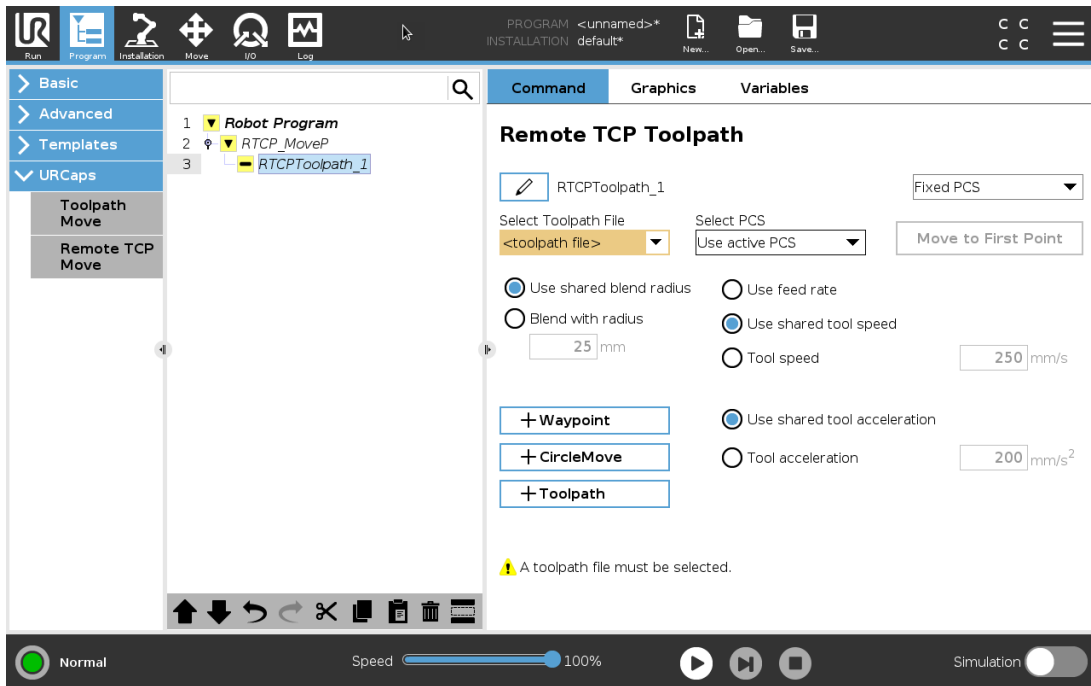 PROGRAM <unnamed>*
INSTALLATION default*
UR
Run
Program
Installation
Move
I/O
Log
New...
Open...
Save...
C C
C C
Basic
Advanced
Templates
URCaps
Toolpath
Move
Remote TCP
Move
1 Robot Program
2 RTCP_MoveP
3 RTCPToolpath_1
Command
Graphics
Variables
Remote TCP Toolpath
RTCPToolpath_1
Fixed PCS
Select Toolpath File
Select PCS
<toolpath file>
Use active PCS
Move to First Point
Use shared blend radius
Use feed rate
Blend with radius
Use shared tool speed
25 mm
Tool speed
250 mm/s
+ Waypoint
Use shared tool acceleration
+ CircleMove
Tool acceleration
200 mm/s²
+ Toolpath
A toolpath file must be selected.
Normal
Speed
100%
Simulation